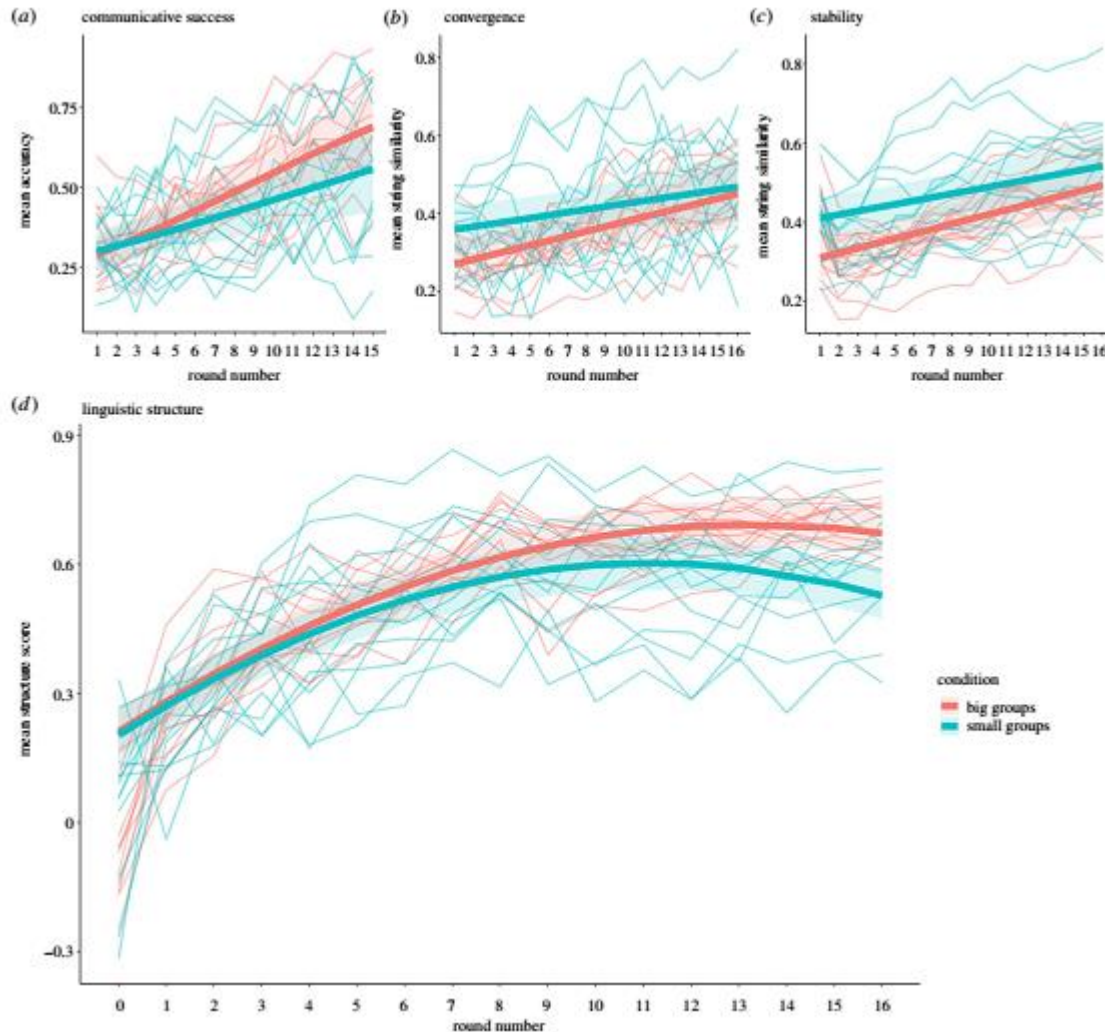 (a) communicative success
(b) convergence
(c) stability
mean accuracy
0.75
0.50
0.25
1 2 3 4 5 6 7 8 9 10 11 12 13 14 15
round number
mean string similarity
0.8
0.6
0.4
0.2
1 2 3 4 5 6 7 8 9 10 11 12 13 14 15 16
round number
mean string similarity
0.8
0.6
0.4
0.2
1 2 3 4 5 6 7 8 9 10 11 12 13 14 15 16
round number
(d) linguistic structure
mean structure score
0.9
0.6
0.3
0
−0.3
0 1 2 3 4 5 6 7 8 9 10 11 12 13 14 15 16
round number
condition
big groups
small groups